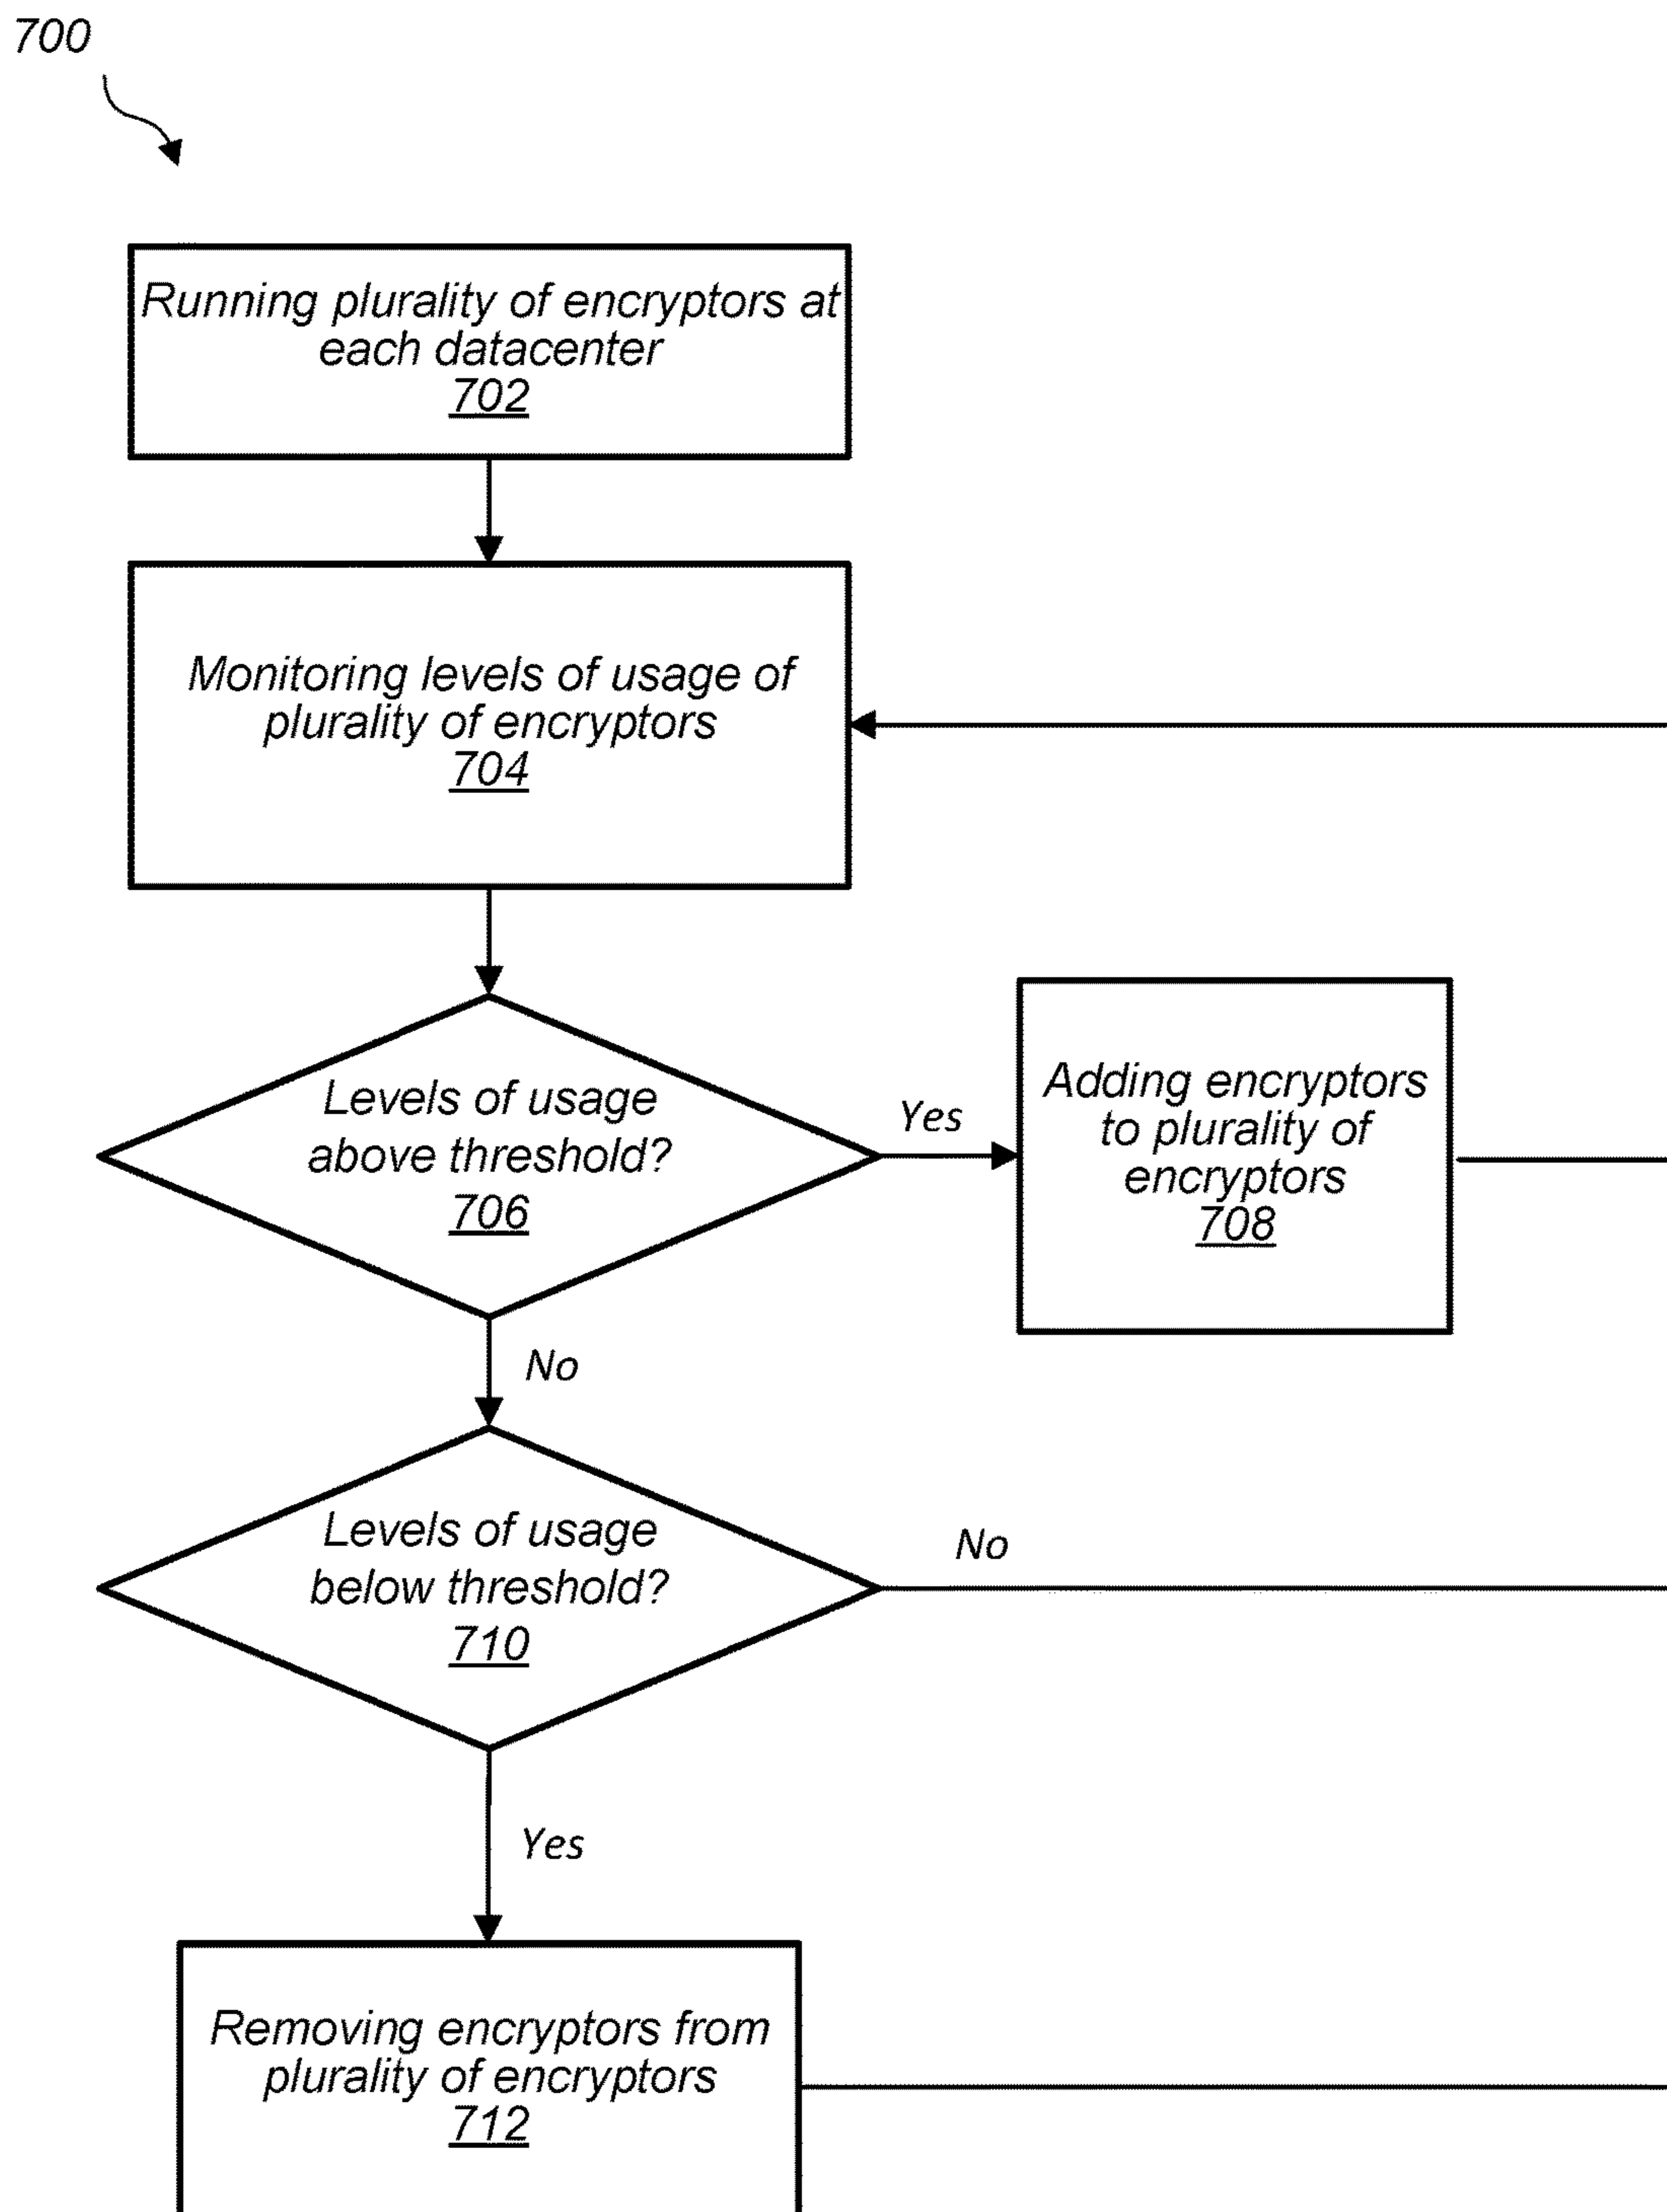 700
Running plurality of encryptors at
each datacenter
702
Monitoring levels of usage of
plurality of encryptors
704
Levels of usage
above threshold?
706
Yes
Adding encryptors
to plurality of
encryptors
708
No
Levels of usage
below threshold?
710
No
Yes
Removing encryptors from
plurality of encryptors
712